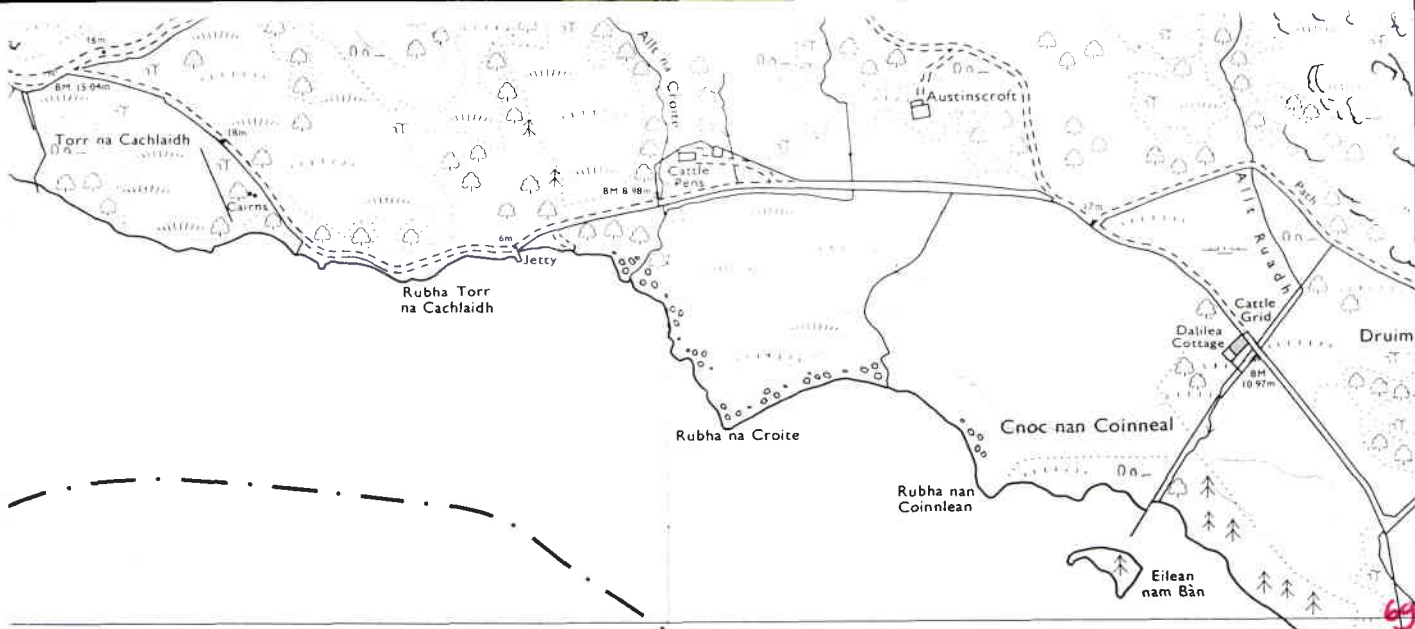 16m
BM 15·04m
Torr na Cachlaidh
18m
Cairns
Allt na Croite
Cattle
Pens
BM 8·98m
6m
Jetty
Rubha Torr
na Cachlaidh
Austinscroft
17m
Path
Allt Ruadh
Cattle
Grid
Dalilea
Cottage
BM
10·97m
Druim
Rubha na Croite
Cnoc nan Coinneal
Rubha nan
Coinnlean
Eilean
nam Bàn
69